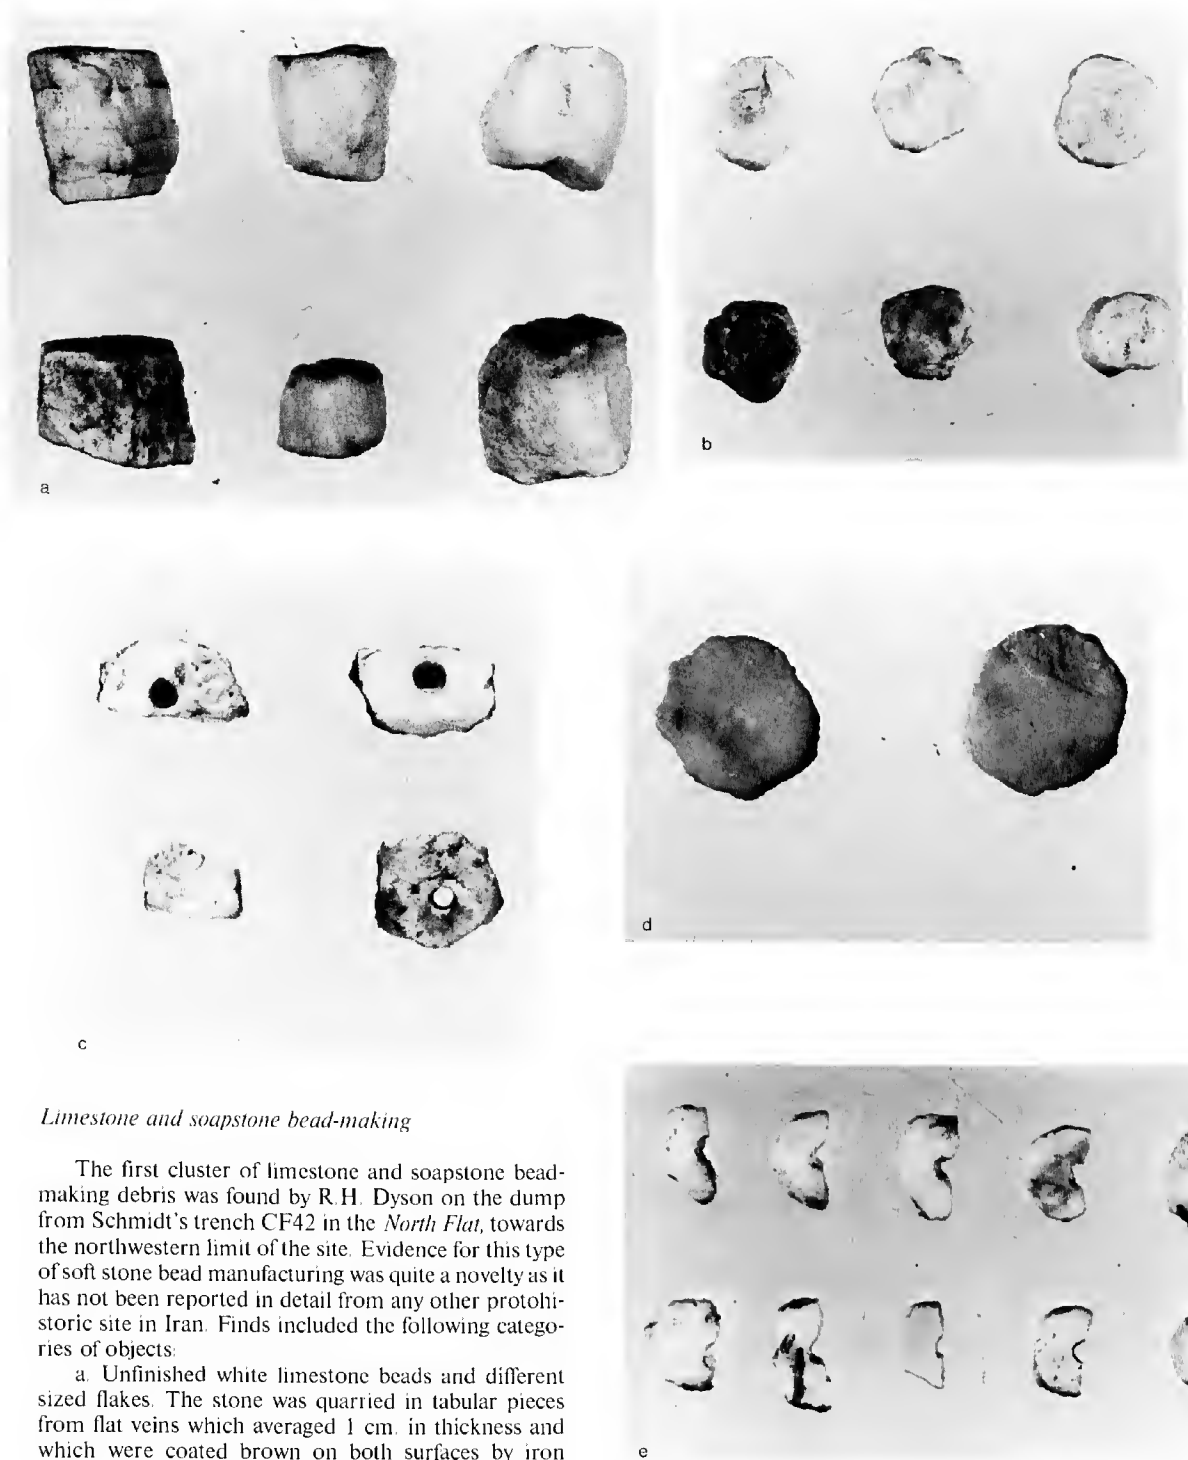 a
b
c
d
Limestone and soapstone bead-making
The first cluster of limestone and soapstone bead-
making debris was found by R.H. Dyson on the dump
from Schmidt's trench CF42 in the North Flat, towards
the northwestern limit of the site. Evidence for this type
of soft stone bead manufacturing was quite a novelty as it
has not been reported in detail from any other protohi-
storic site in Iran. Finds included the following catego-
ries of objects:
a. Unfinished white limestone beads and different
sized flakes. The stone was quarried in tabular pieces
from flat veins which averaged 1 cm. in thickness and
which were coated brown on both surfaces by iron
e